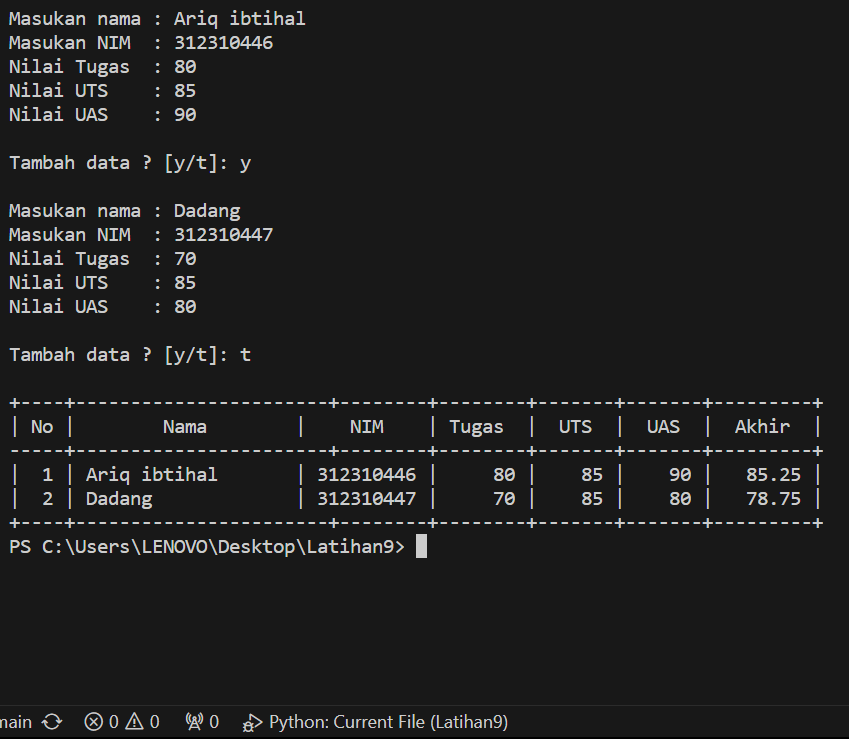 Masukan nama : Ariq ibtihal
Masukan NIM  : 312310446
Nilai Tugas  : 80
Nilai UTS    : 85
Nilai UAS    : 90
Tambah data ? [y/t]: y
Masukan nama : Dadang
Masukan NIM  : 312310447
Nilai Tugas  : 70
Nilai UTS    : 85
Nilai UAS    : 80
Tambah data ? [y/t]: t
+----+-----------------------+--------+--------+-------+-------+---------+
| No |        Nama        |    NIM    | Tugas  |  UTS  |  UAS  |  Akhir  |
-----+-----------------------+--------+--------+-------+-------+---------+
|  1 | Ariq ibtihal       | 312310446 |     80 |    85 |    90 |   85.25 |
|  2 | Dadang             | 312310447 |     70 |    85 |    80 |   78.75 |
+----+-----------------------+--------+--------+-------+-------+---------+
PS C:\Users\LENOVO\Desktop\Latihan9>
main 0 0 0 Python: Current File (Latihan9)